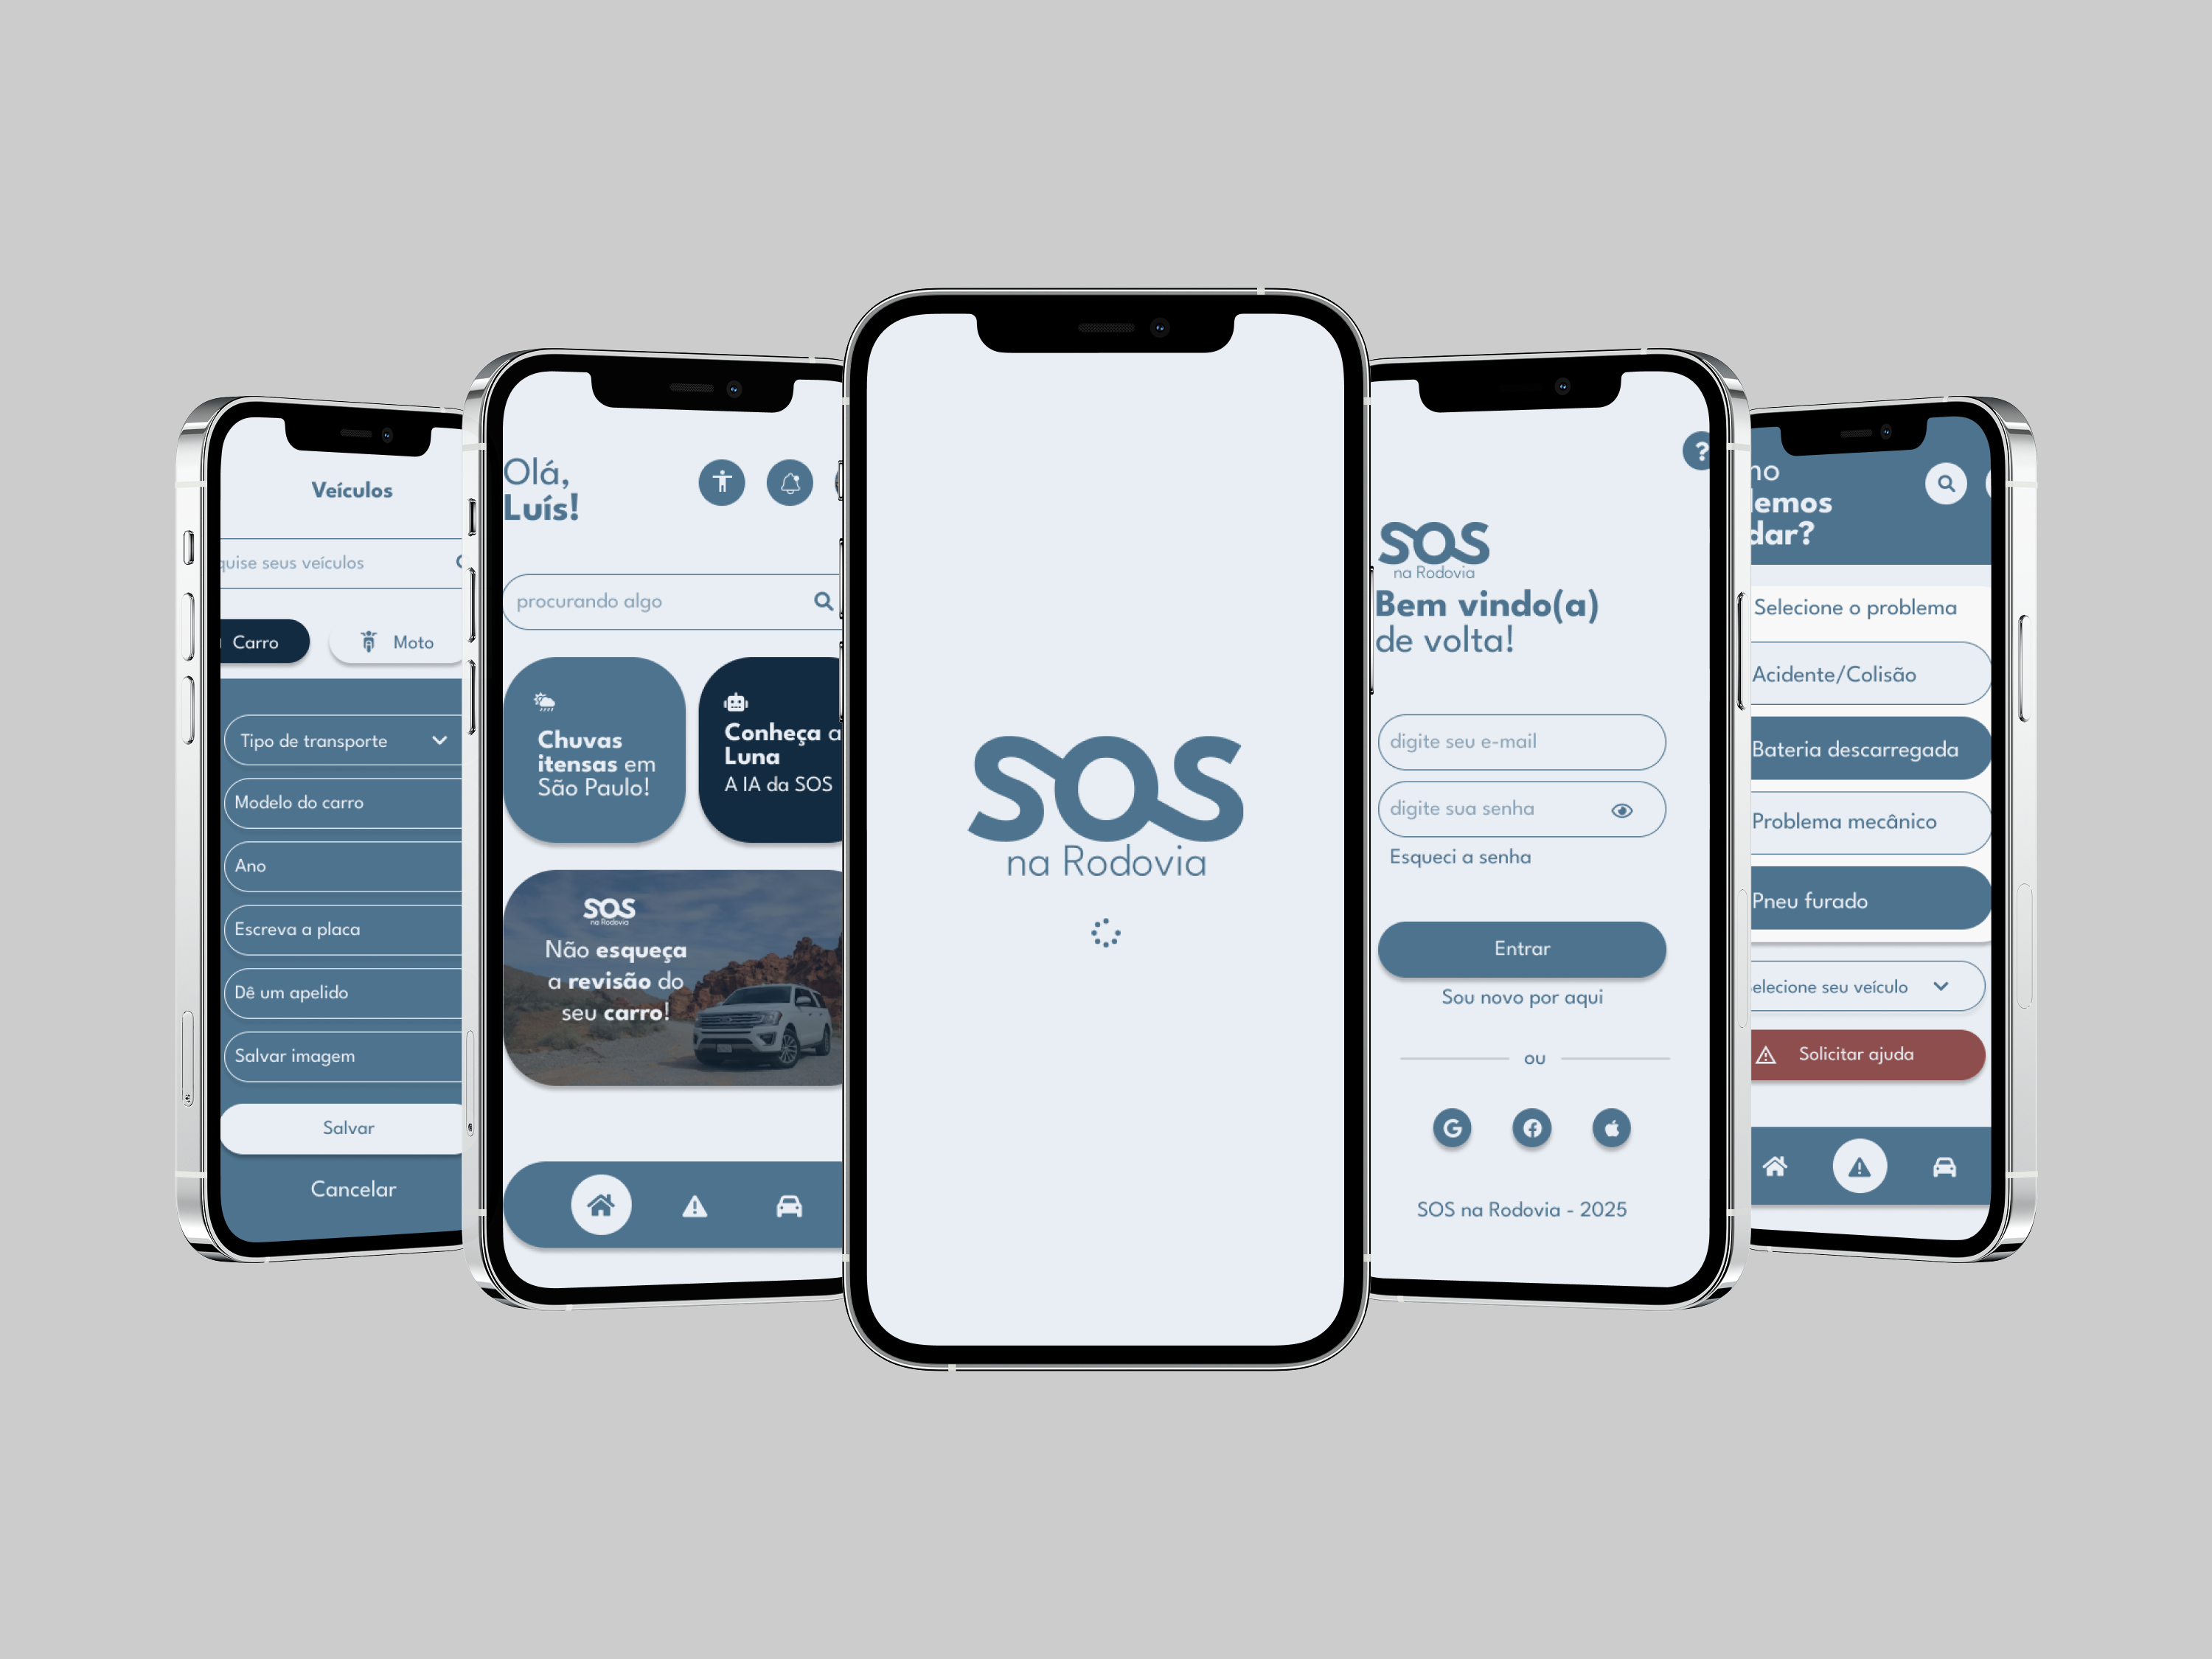 Veículos
quise seus veículos
Carro
Moto
Tipo de transporte
Modelo do carro
Ano
Escreva a placa
Dê um apelido
Salvar imagem
Salvar
Cancelar
Olá,
Luís!
procurando algo
Chuvas
itensas em
São Paulo!
Conheça a
Luna
A IA da SOS
SOS
na Rodovia
Não esqueça
a revisão do
seu carro!
SOS
na Rodovia
?
SOS
na Rodovia
Bem vindo(a)
de volta!
digite seu e-mail
digite sua senha
Esqueci a senha
Entrar
Sou novo por aqui
ou
SOS na Rodovia - 2025
mo
demos
dar?
Selecione o problema
Acidente/Colisão
Bateria descarregada
Problema mecânico
Pneu furado
elecione seu veículo
Solicitar ajuda